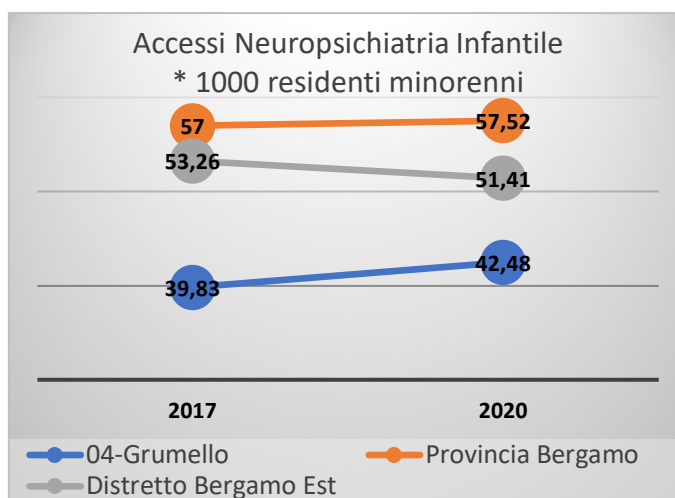 Accessi Neuropsichiatria Infantile
* 1000 residenti minorenni
57
57,52
53,26
51,41
42,48
39,83
2017
2020
04-Grumello
Provincia Bergamo
Distretto Bergamo Est